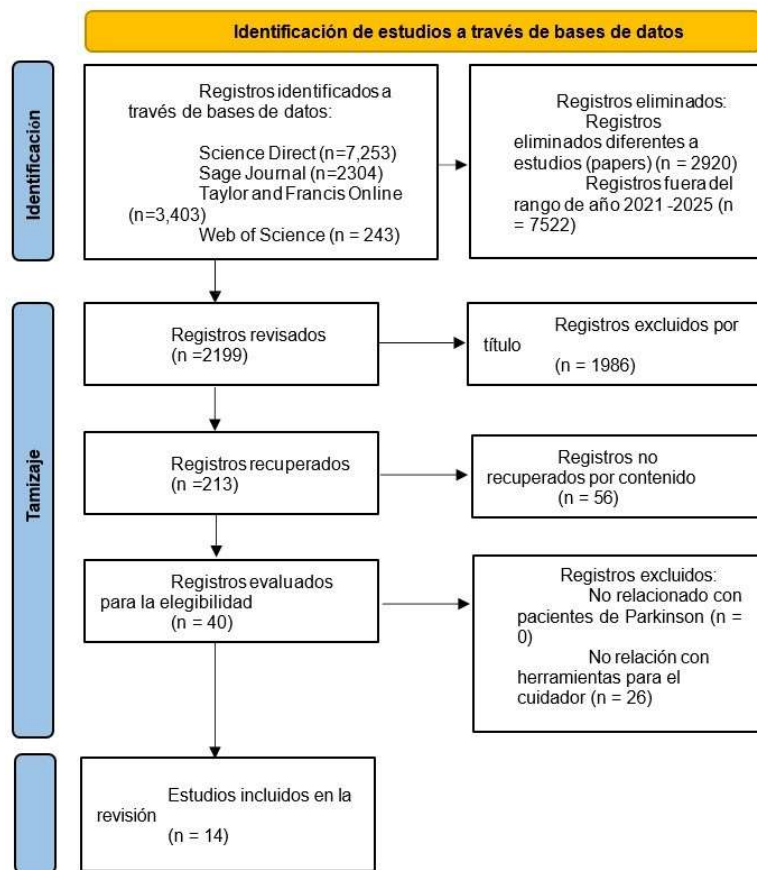 Identificación de estudios a través de bases de datos
Identificación
Registros identificados a
través de bases de datos:
Science Direct (n=7,253)
Sage Journal (n=2304)
Taylor and Francis Online
(n=3,403)
Web of Science (n = 243)
Registros eliminados:
Registros
eliminados diferentes a
estudios (papers) (n = 2920)
Registros fuera del
rango de año 2021 -2025 (n
= 7522)
Tamizaje
Registros revisados
(n =2199)
Registros excluidos por
título
(n = 1986)
Registros recuperados
(n =213)
Registros no
recuperados por contenido
(n = 56)
Registros evaluados
para la elegibilidad
(n = 40)
Registros excluidos:
No relacionado con
pacientes de Parkinson (n =
0)
No relación con
herramientas para el
cuidador (n = 26)
Estudios incluidos en la
revisión
(n = 14)